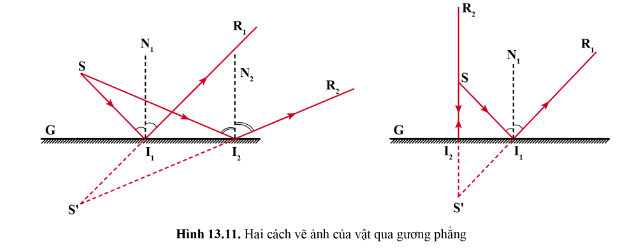 R₁
N₁
S
N₂
R₂
G
I₁
I₂
S'
R₂
S
N₁
R₁
G
I₂
I₁
S'
Hình 13.11. Hai cách vẽ ảnh của vật qua gương phẳng